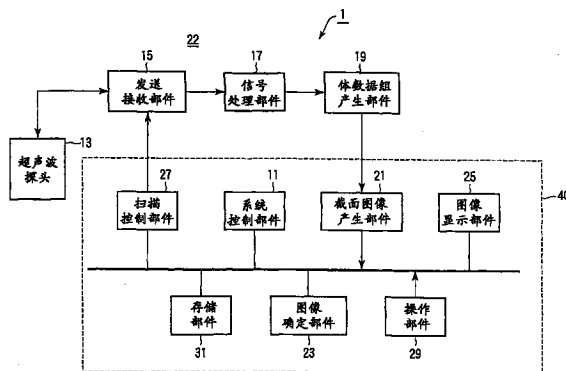 1
22
15
发送
接收部件
17
信号
处理部件
19
体数据组
产生部件
13
超声波
探头
27
扫描
控制部件
11
系统
控制部件
21
截面图像
产生部件
25
图像
显示部件
40
存储
部件
31
图像
确定部件
23
操作
部件
29